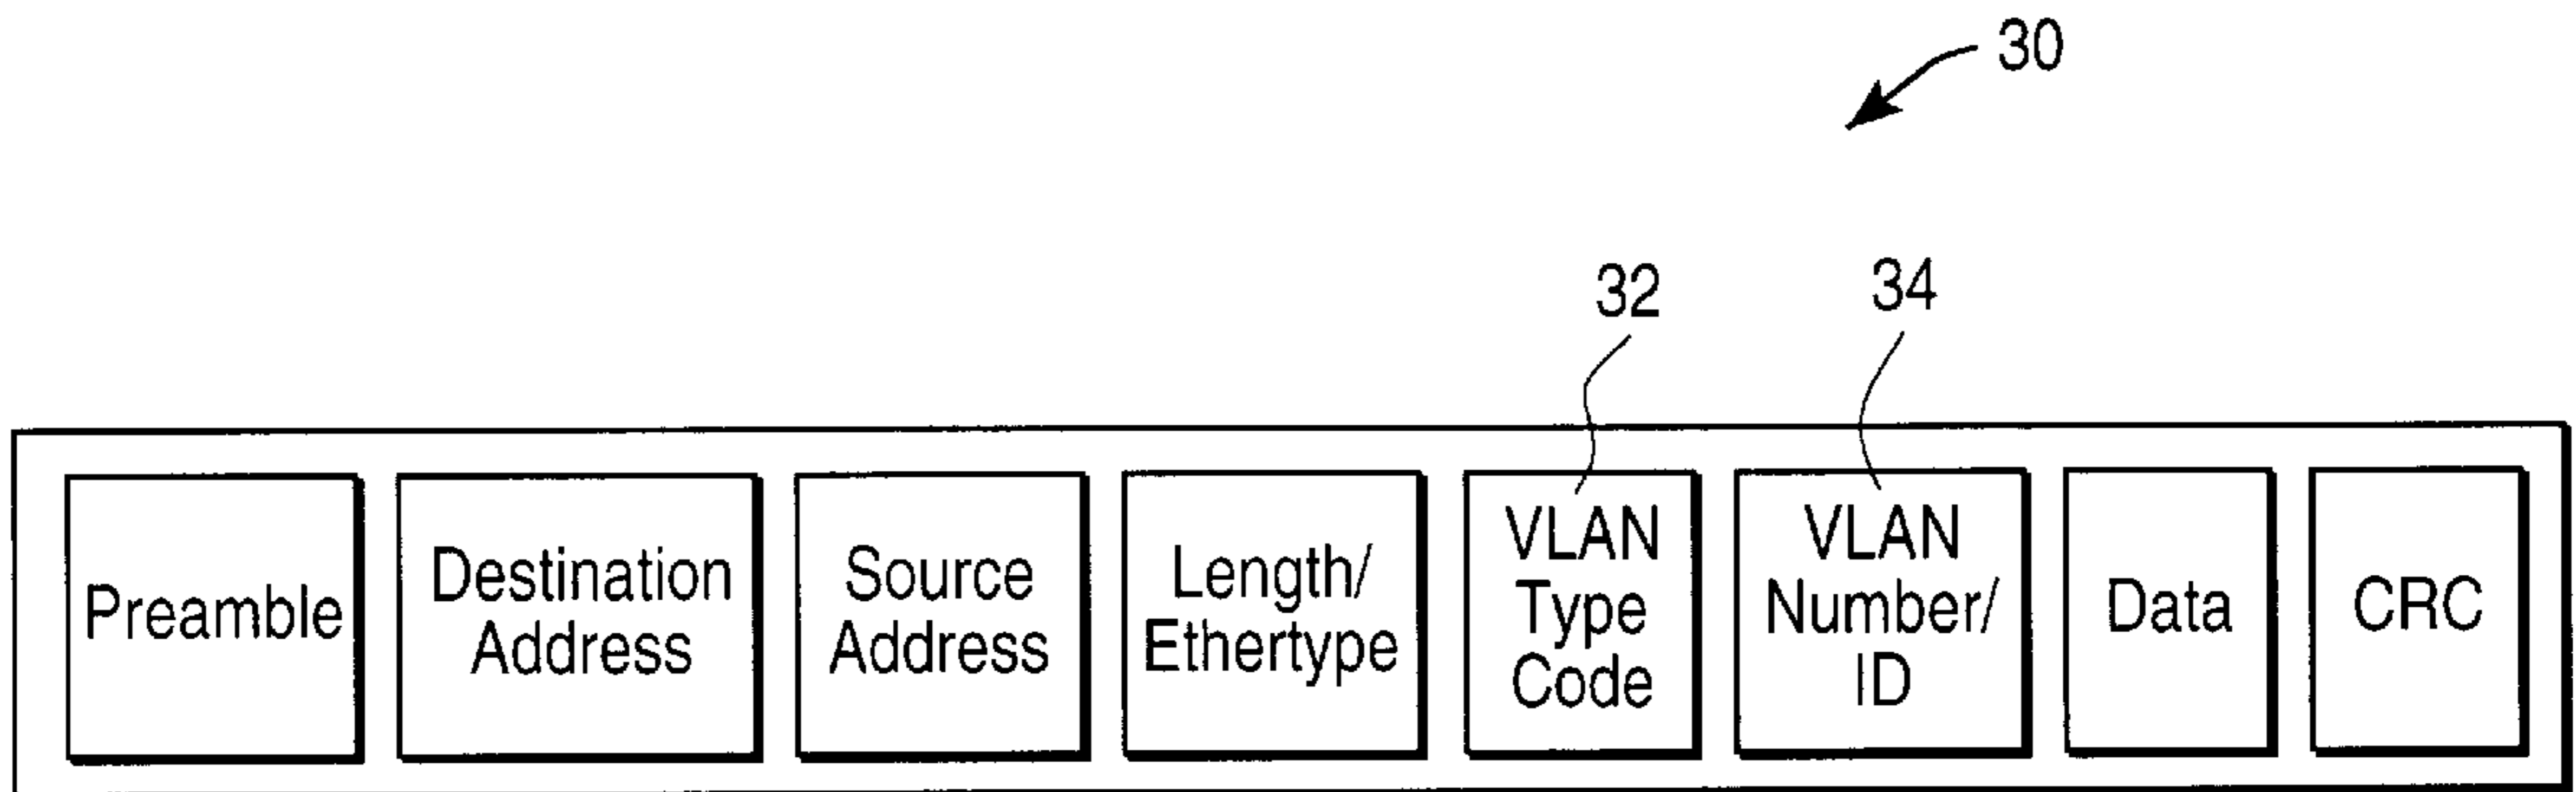 30
32
34
Preamble
Destination
Address
Source
Address
Length/
Ethertype
VLAN
Type
Code
VLAN
Number/
ID
Data
CRC